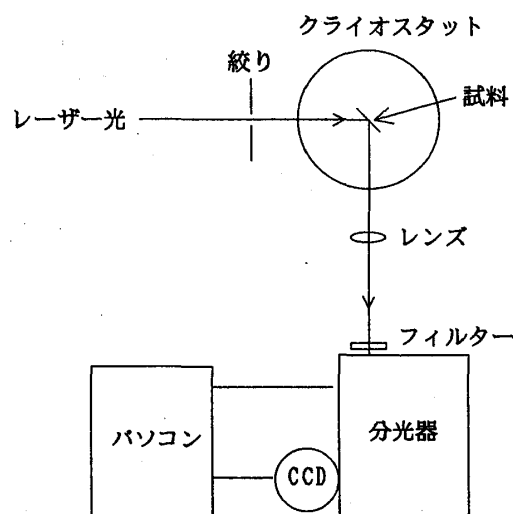 クライオスタット
絞り
レーザー光
試料
レンズ
フィルター
パソコン
分光器
CCD